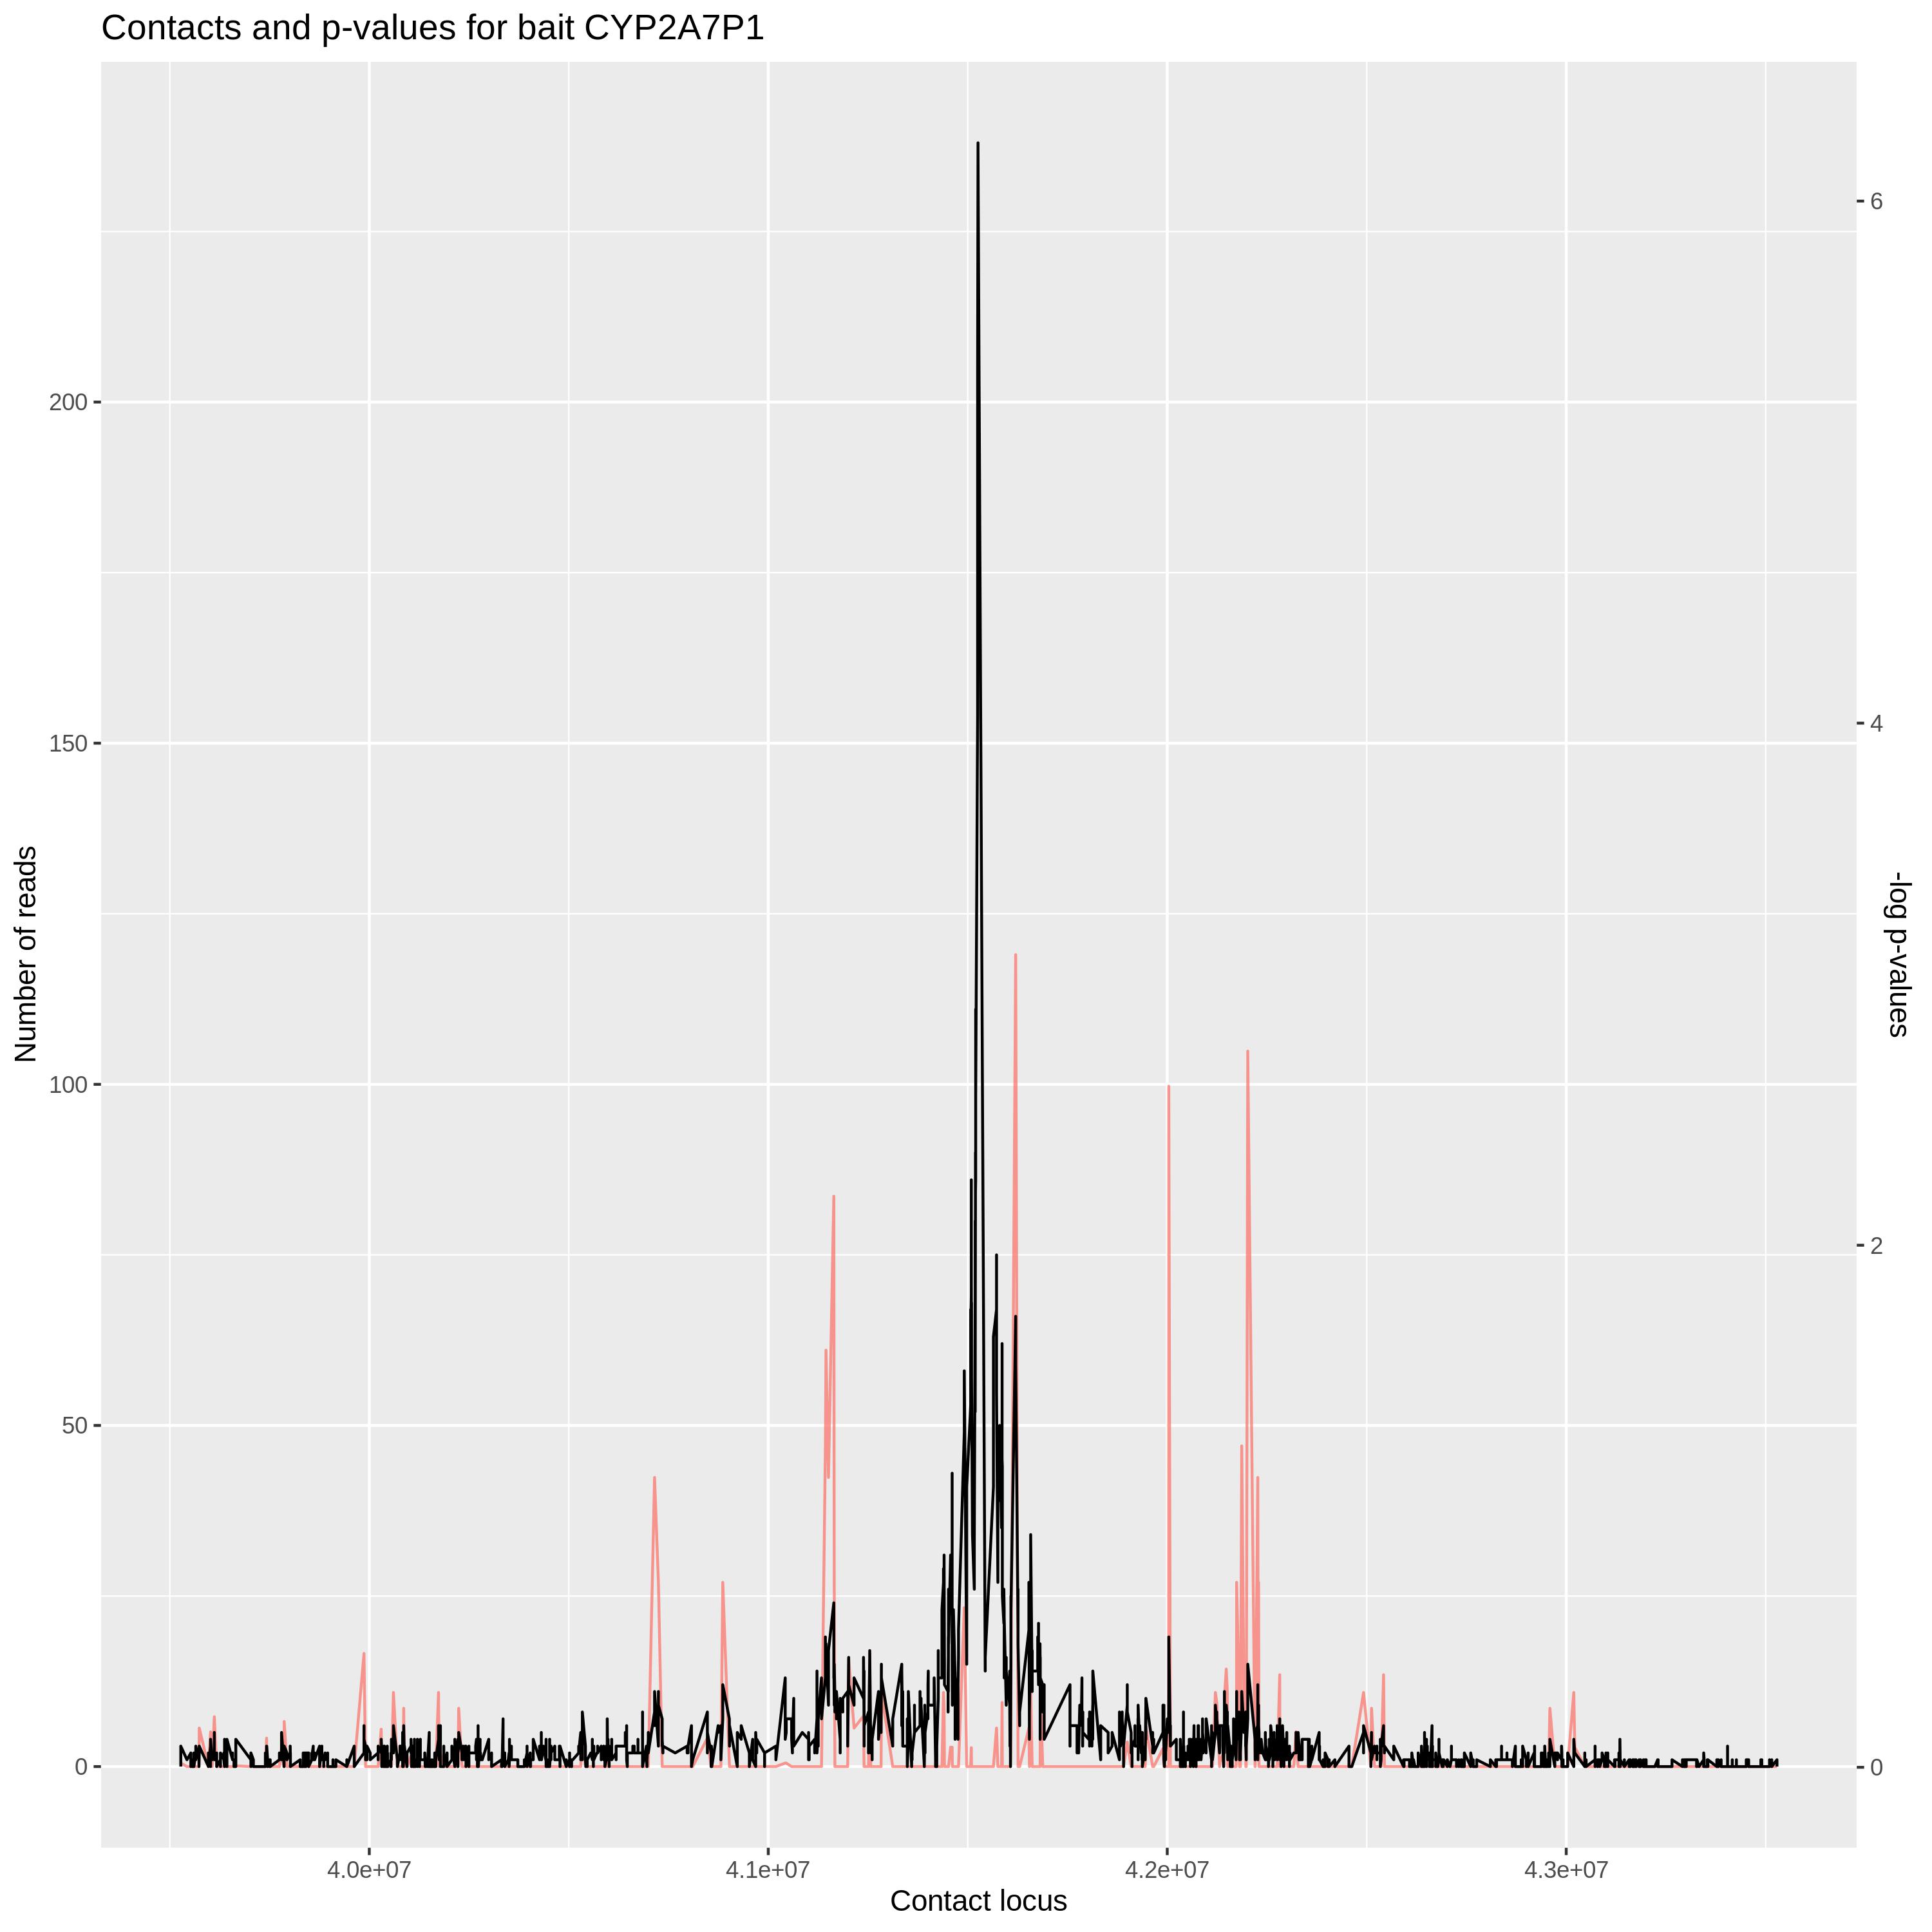 Contacts and p-values for bait CYP2A7P1
Number of reads
200
150
100
50
0
6
4
2
0
-log p-values
4.0e+07
4.1e+07
4.2e+07
4.3e+07
Contact locus